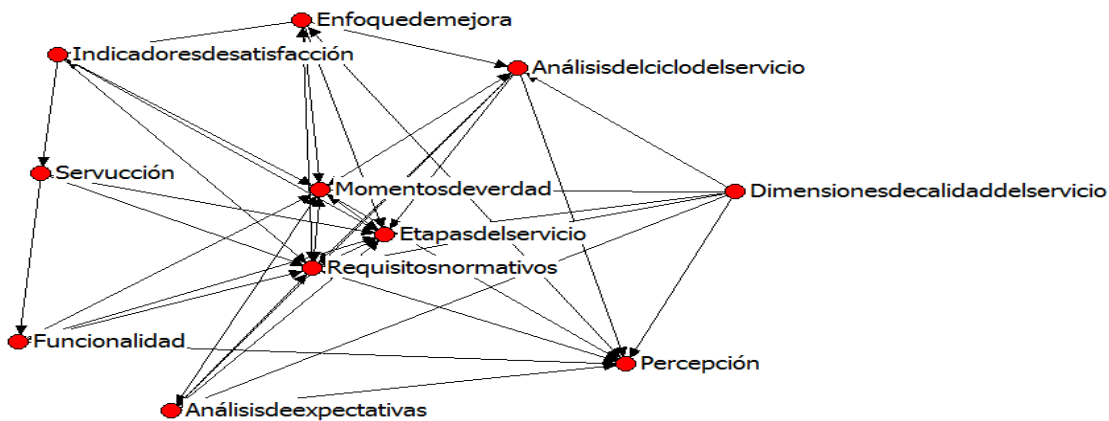 Enfoquedemejora
Indicadoresdesatisfacción
Análisisdelciclodelservicio
Servucción
Momentosdeverdad
Dimensionesdecalidaddelservicio
Etapasdelservicio
Requisitosnormativos
Funcionalidad
Percepción
Análisisdeexpectativas